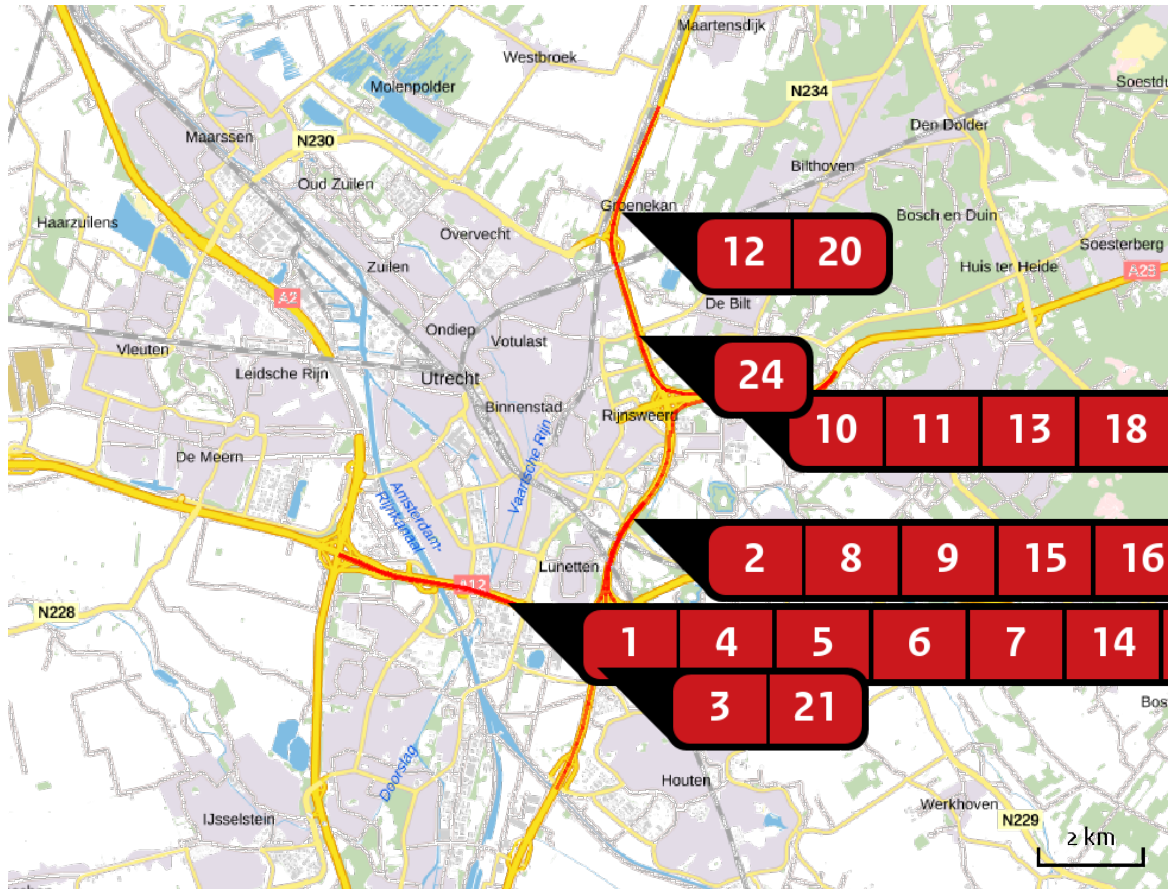 Maartensdijk
Westbroek
Molenpolder
N234
Soestdu
Maarssen
N230
Den Dolder
Bilthoven
Oud Zuilen
Haarzuilens
Groenekan
Bosch en Duin
Overvecht
Soesterberg
12 20
Zuilen
Huis ter Heide
A28
A2
De Bilt
Ondiep
Votulast
Vleuten
Leidsche Rijn
Utrecht
24
Binnenstad
Rijnsweerd
10 11 13 18
Vaartsche Rijn
De Meern
Amsterdam-
Rijnkanaal
2 8 9 15 16
Lunetten
A12
N228
1 4 5 6 7 14
3 21
Bos
Doorslag
Houten
Werkhoven
N229
IJsselstein
2 km